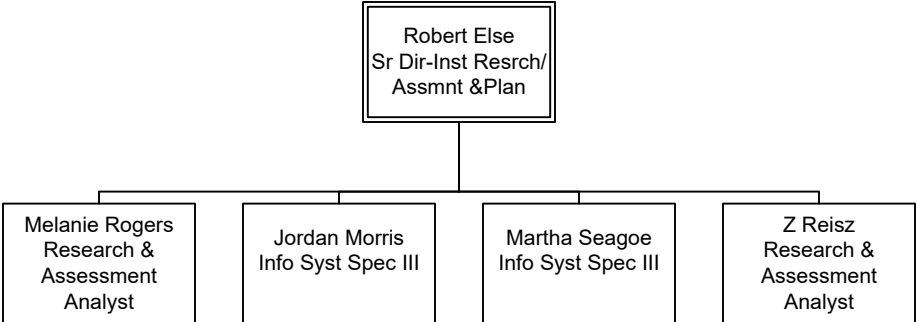 Robert Else
Sr Dir-Inst Resrch/
Assmnt &Plan
Melanie Rogers
Research &
Assessment
Analyst
Jordan Morris
Info Syst Spec III
Martha Seagoe
Info Syst Spec III
Z Reisz
Research &
Assessment
Analyst